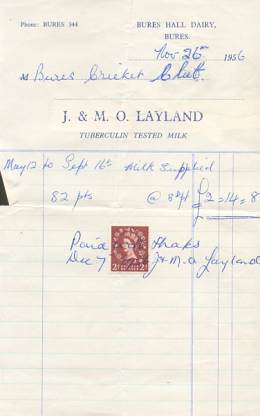 Phone: BURES 344
BURES HALL DAIRY,
BURES.
Nov 26th 1956
Bures Cricket Club.
J. & M. O. LAYLAND
TUBERCULIN TESTED MILK
May 12 to Sept 16th Milk Supplied
82 pts @ 8d pt £2=14=8
Paid with thanks
Dec 7 J & M. O. Layland